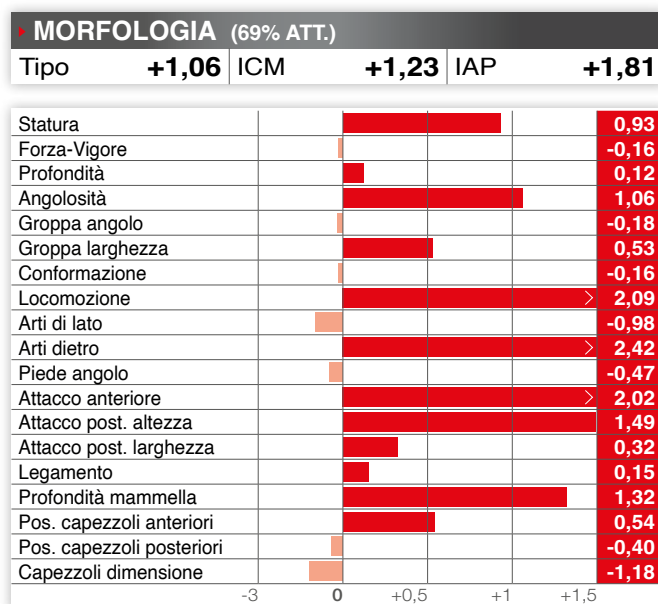 MORFOLOGIA (69% ATT.)
Tipo +1,06 ICM +1,23 IAP +1,81
Statura 0,93
Forza-Vigore -0,16
Profondità 0,12
Angolosità 1,06
Groppa angolo -0,18
Groppa larghezza 0,53
Conformazione -0,16
Locomozione 2,09
Arti di lato -0,98
Arti dietro 2,42
Piede angolo -0,47
Attacco anteriore 2,02
Attacco post. altezza 1,49
Attacco post. larghezza 0,32
Legamento 0,15
Profondità mammella 1,32
Pos. capezzoli anteriori 0,54
Pos. capezzoli posteriori -0,40
Capezzoli dimensione -1,18
-3 0 +0,5 +1 +1,5